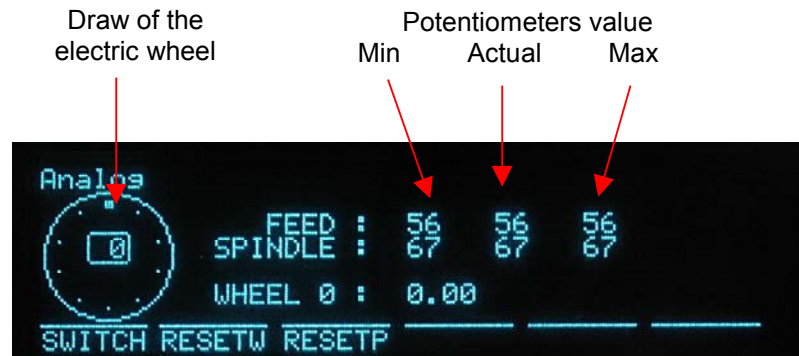 Draw of the
electric wheel
Potentiometers value
Min Actual Max
Analog
0
FEED : 56 56 56
SPINDLE : 67 67 67
WHEEL 0 : 0.00
SWITCH RESETW RESETP